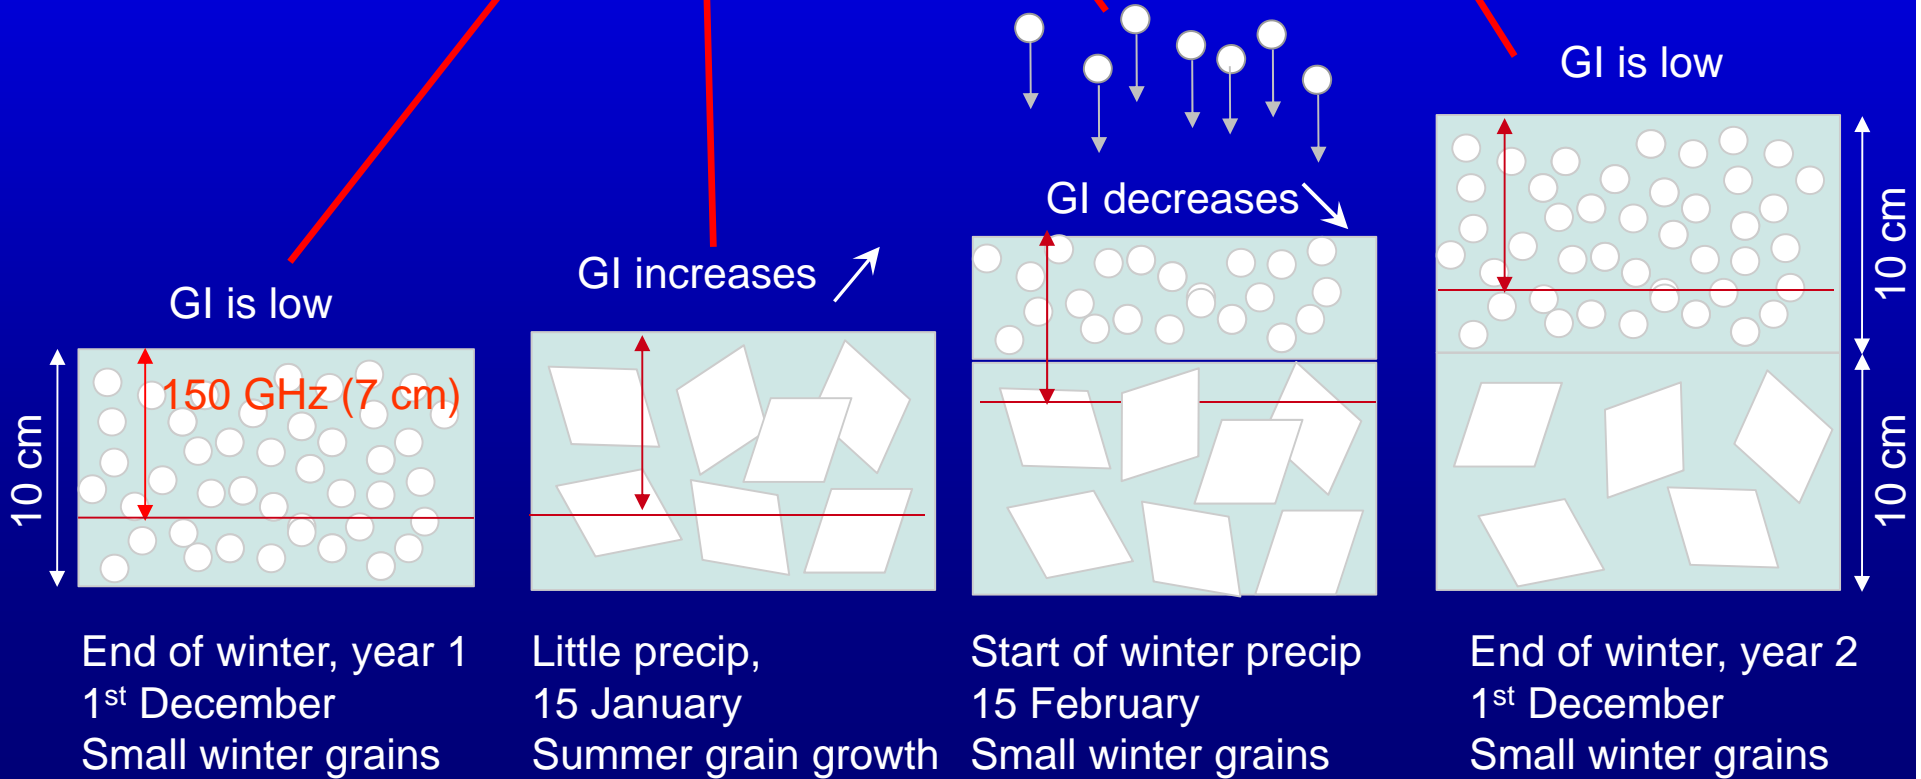 GI is low
150 GHz (7 cm)
10 cm
End of winter, year 1
1st December
Small winter grains
GI increases
Little precip,
15 January
Summer grain growth
GI decreases
Start of winter precip
15 February
Small winter grains
GI is low
10 cm
10 cm
End of winter, year 2
1st December
Small winter grains